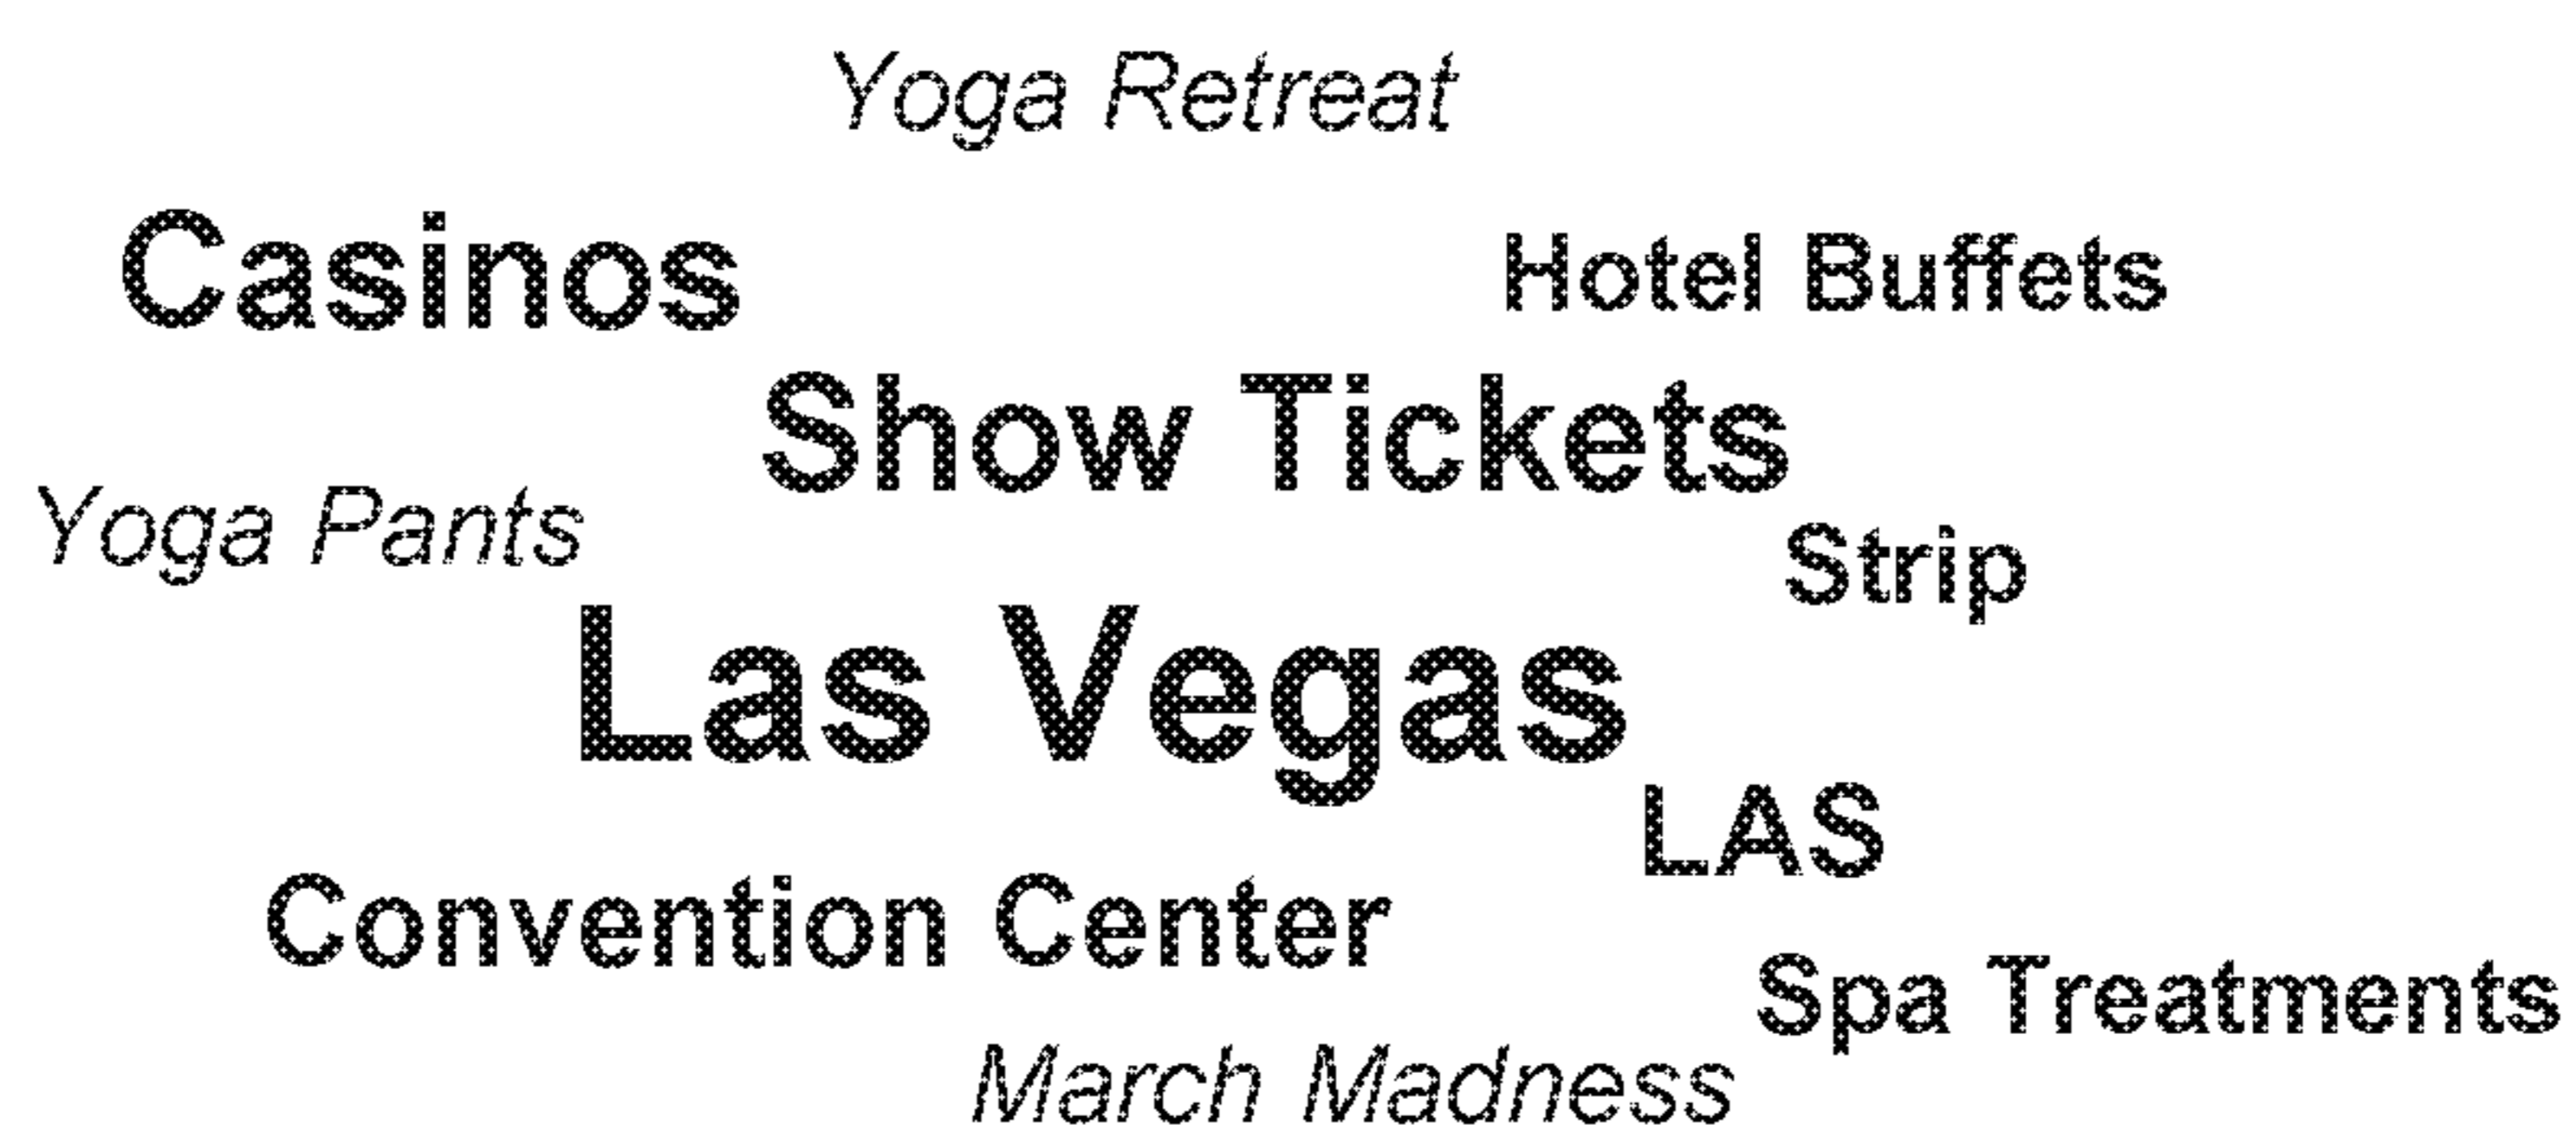 Yoga Retreat
Casinos
Hotel Buffets
Show Tickets
Yoga Pants
Strip
Las Vegas
LAS
Convention Center
Spa Treatments
March Madness